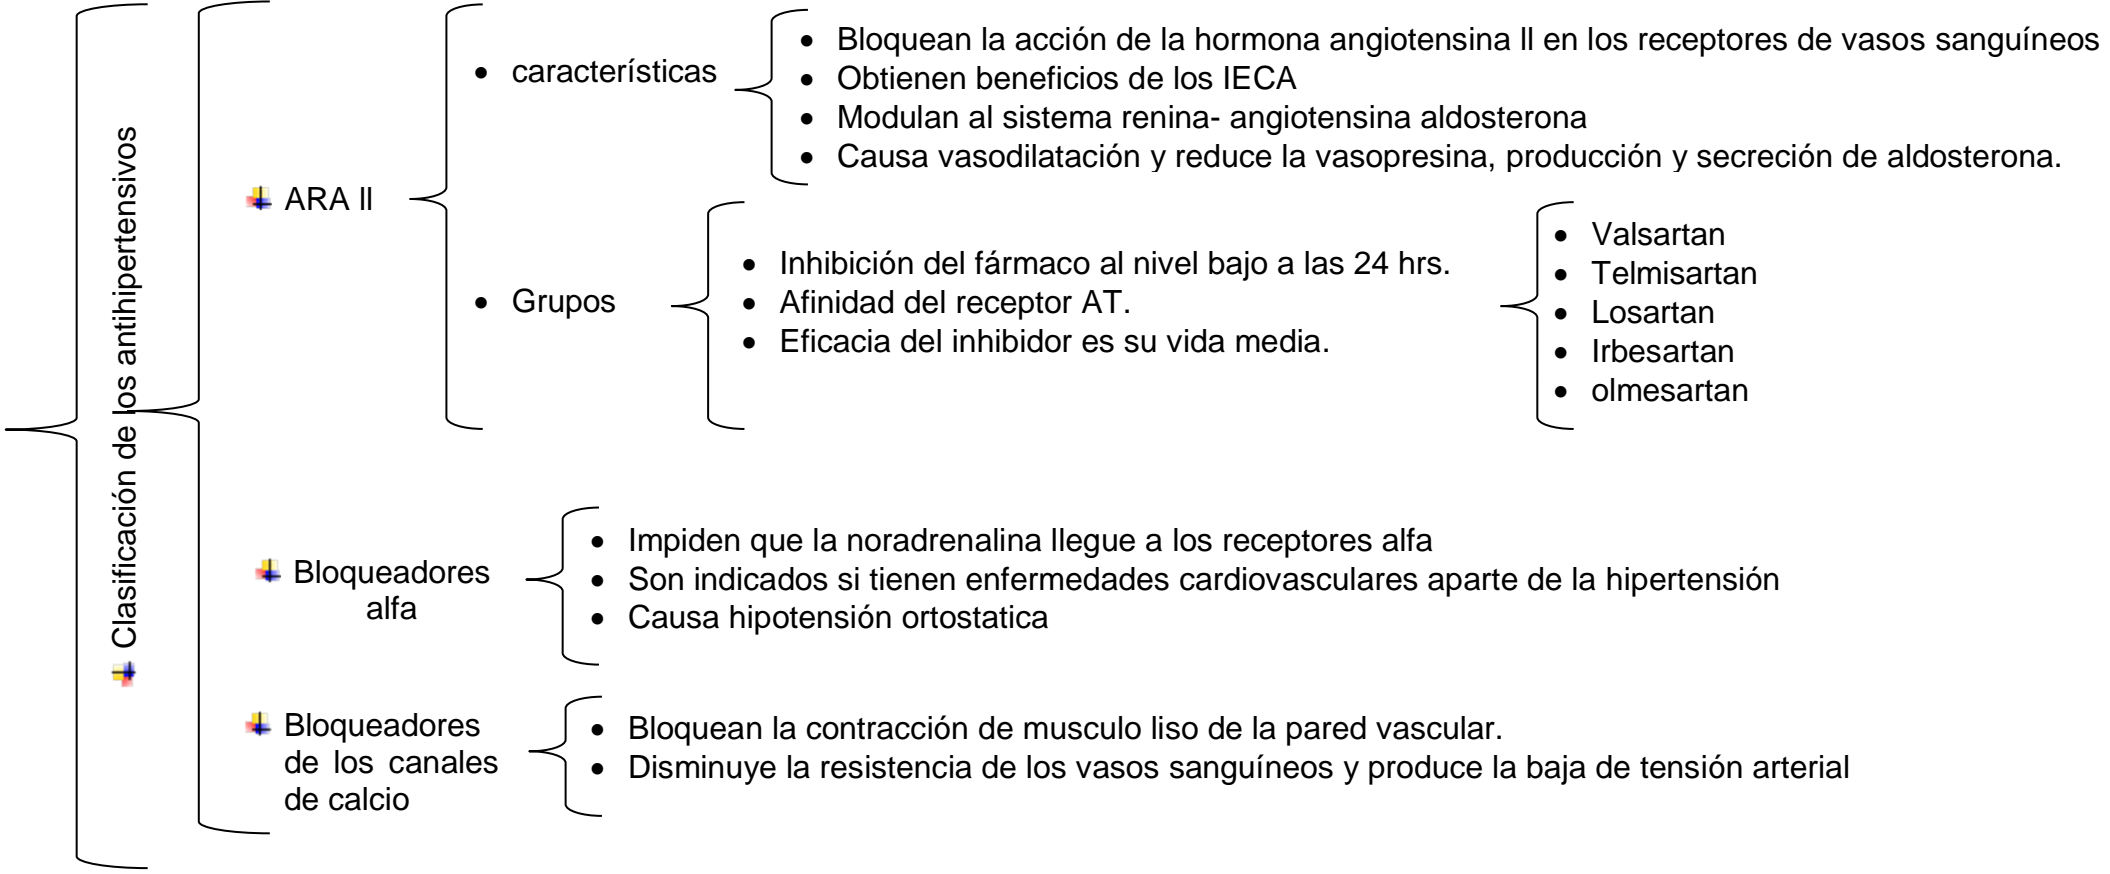 Clasificación de los antihipertensivos
ARA ll
características
Bloquean la acción de la hormona angiotensina ll en los receptores de vasos sanguíneos
Obtienen beneficios de los IECA
Modulan al sistema renina- angiotensina aldosterona
Causa vasodilatación y reduce la vasopresina, producción y secreción de aldosterona.
Grupos
Inhibición del fármaco al nivel bajo a las 24 hrs.
Afinidad del receptor AT.
Eficacia del inhibidor es su vida media.
Valsartan
Telmisartan
Losartan
Irbesartan
olmesartan
Bloqueadores
alfa
Impiden que la noradrenalina llegue a los receptores alfa
Son indicados si tienen enfermedades cardiovasculares aparte de la hipertensión
Causa hipotensión ortostatica
Bloqueadores
de los canales
de calcio
Bloquean la contracción de musculo liso de la pared vascular.
Disminuye la resistencia de los vasos sanguíneos y produce la baja de tensión arterial